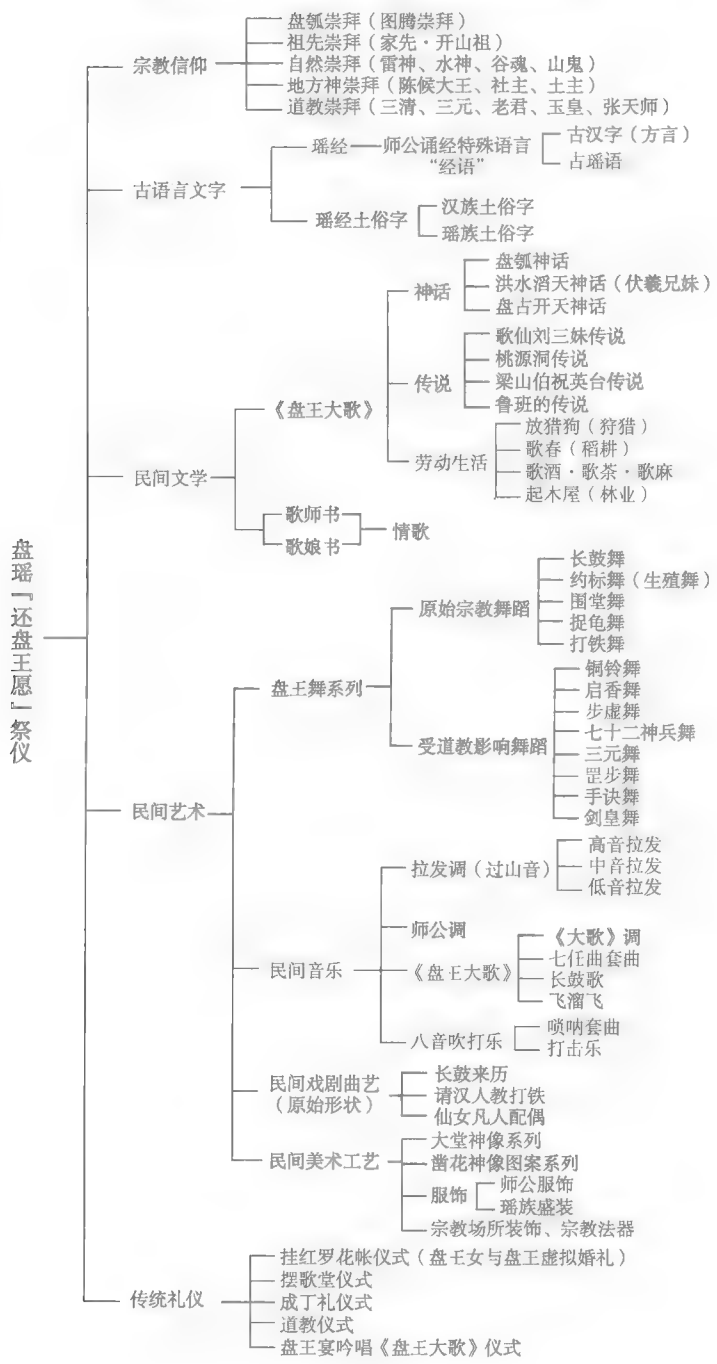 盘瑶『还盘王愿』祭仪
宗教信仰
盘瓠崇拜（图腾崇拜）
祖先崇拜（家先·开山祖）
自然崇拜（雷神、水神、谷魂、山鬼）
地方神崇拜（陈候大王、社主、土主）
道教崇拜（三清、三元、老君、玉皇、张天师）
古语言文字
瑶经
师公诵经特殊语言
“经语”
古汉字（方言）
占瑶语
瑶经土俗字
汉族土俗字
瑶族土俗字
民间文学
《盘王大歌》
神话
盘瓠神话
洪水滔天神话（伏羲兄妹）
盘占开天神话
传说
歌仙刘三妹传说
桃源洞传说
梁山伯祝英台传说
鲁班的传说
劳动生活
放猎狗（狩猎）
歌春（稻耕）
歌酒·歌茶·歌麻
起木屋（林业）
歌师书
歌娘书
情歌
民间艺术
盘王舞系列
原始宗教舞蹈
长鼓舞
约标舞（生殖舞）
围堂舞
捉龟舞
打铁舞
受道教影响舞蹈
铜铃舞
启香舞
步虚舞
七十二神兵舞
三元舞
罡步舞
手诀舞
剑皇舞
民间音乐
拉发调（过山音）
高音拉发
中音拉发
低音拉发
师公调
《盘王大歌》
《大歌》调
七任曲套曲
长鼓歌
飞溜飞
八音吹打乐
唢呐套曲
打击乐
民间戏剧曲艺
（原始形状）
长鼓来历
请汉人教打铁
仙女凡人配偶
民间美术工艺
大堂神像系列
凿花神像图案系列
服饰
师公服饰
瑶族盛装
宗教场所装饰、宗教法器
传统礼仪
挂红罗花帐仪式（盘王女与盘王虚拟婚礼）
摆歌堂仪式
成丁礼仪式
道教仪式
盘王宴吟唱《盘王大歌》仪式